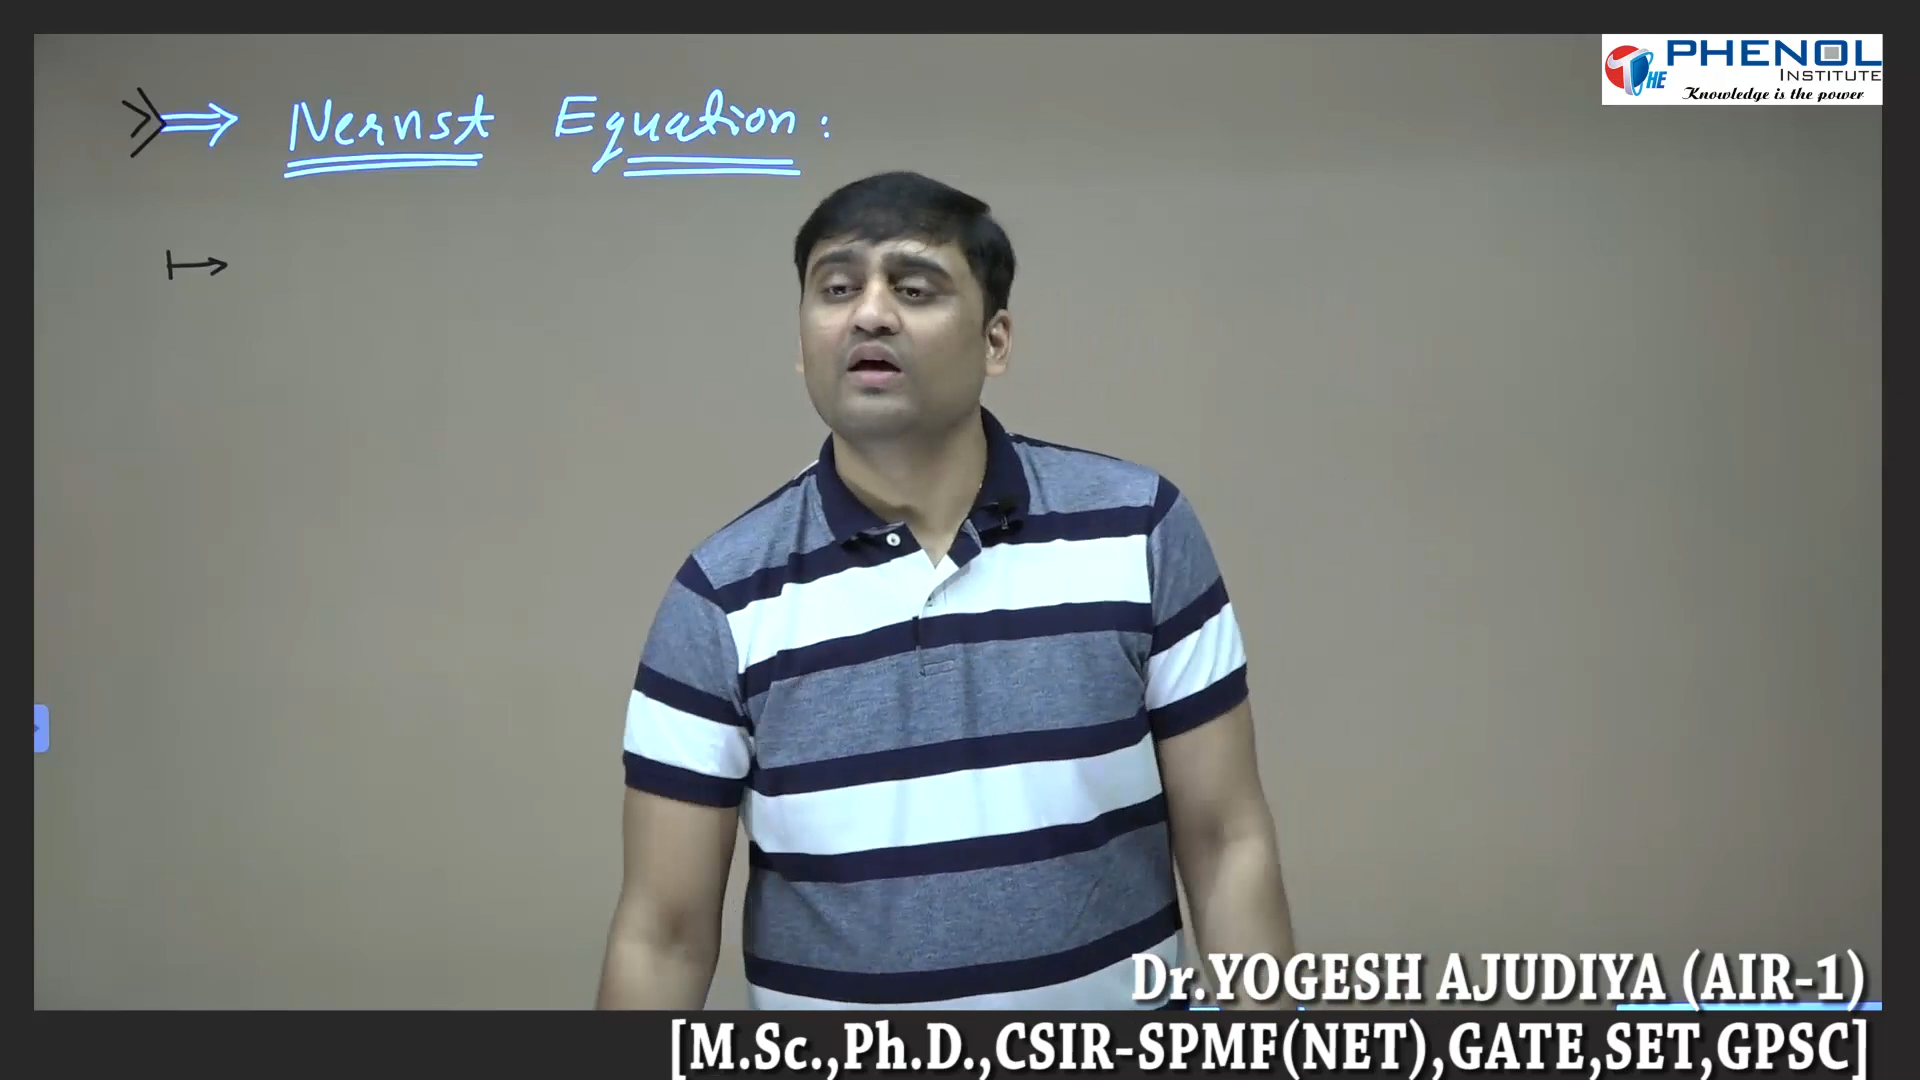 THE PHENOL
INSTITUTE
Knowledge is the power
Nernst Equation:
Dr.YOGESH AJUDIYA (AIR-1)
[M.Sc.,Ph.D.,CSIR-SPMF(NET),GATE,SET,GPSC]